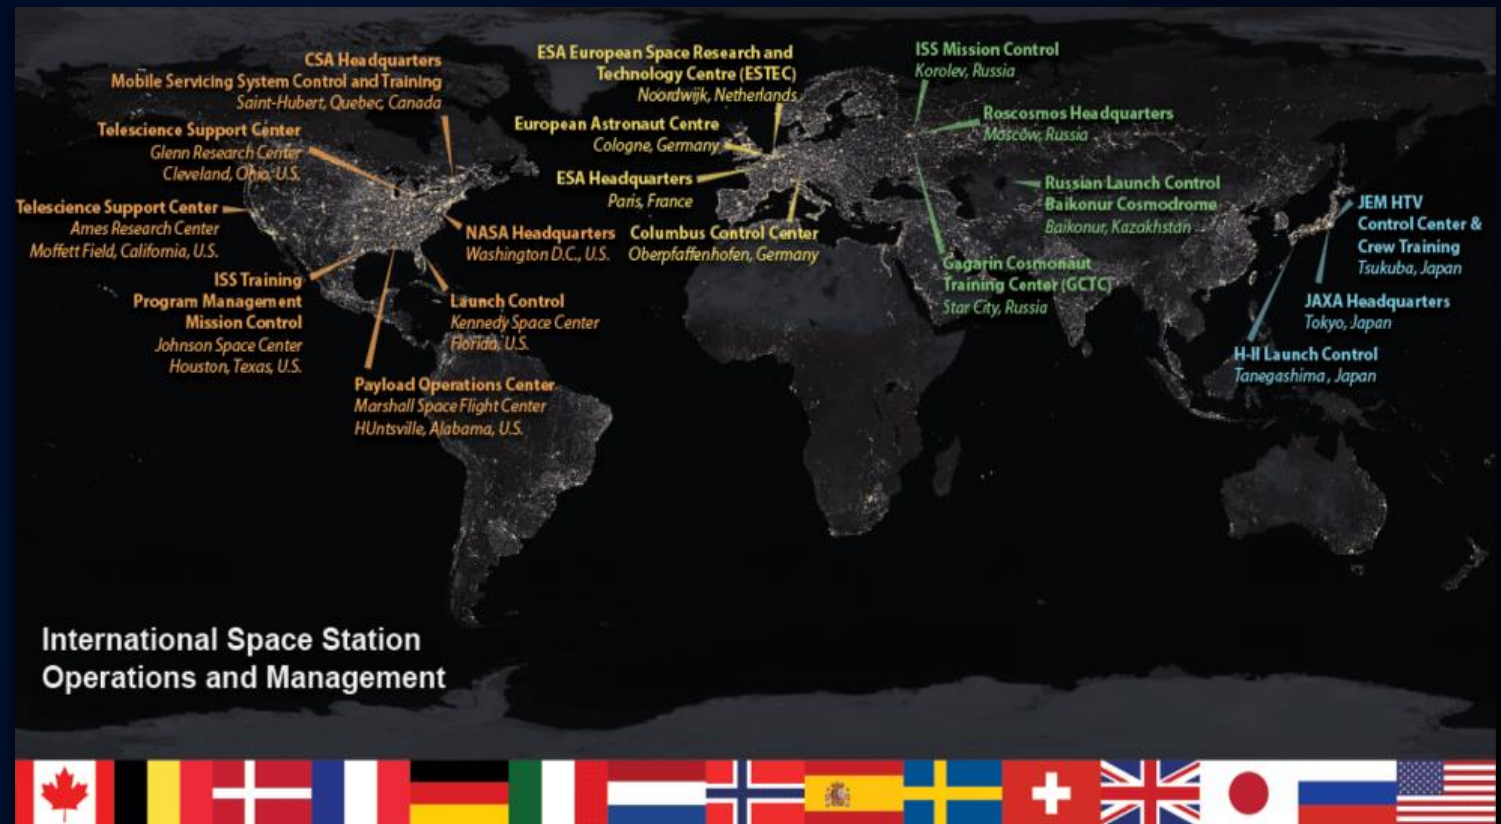 CSA Headquarters
Mobile Servicing System Control and Training
Saint-Hubert, Quebec, Canada
Telescience Support Center
Glenn Research Center
Cleveland, Ohio, U.S.
Telescience Support Center
Ames Research Center
Moffett Field, California, U.S.
ISS Training
Program Management
Mission Control
Johnson Space Center
Houston, Texas, U.S.
NASA Headquarters
Washington D.C., U.S.
Launch Control
Kennedy Space Center
Florida, U.S.
Payload Operations Center
Marshall Space Flight Center
HUntsville, Alabama, U.S.
ESA European Space Research and
Technology Centre (ESTEC)
Noordwijk, Netherlands
European Astronaut Centre
Cologne, Germany
ESA Headquarters
Paris, France
Columbus Control Center
Oberpfaffenhofen, Germany
ISS Mission Control
Korolev, Russia
Roscosmos Headquarters
Moscow, Russia
Russian Launch Control
Baikonur Cosmodrome
Baikonur, Kazakhstan
Gagarin Cosmonaut
Training Center (GCTC)
Star City, Russia
JEM HTV
Control Center &
Crew Training
Tsukuba, Japan
JAXA Headquarters
Tokyo, Japan
H-II Launch Control
Tanegashima , Japan
International Space Station
Operations and Management